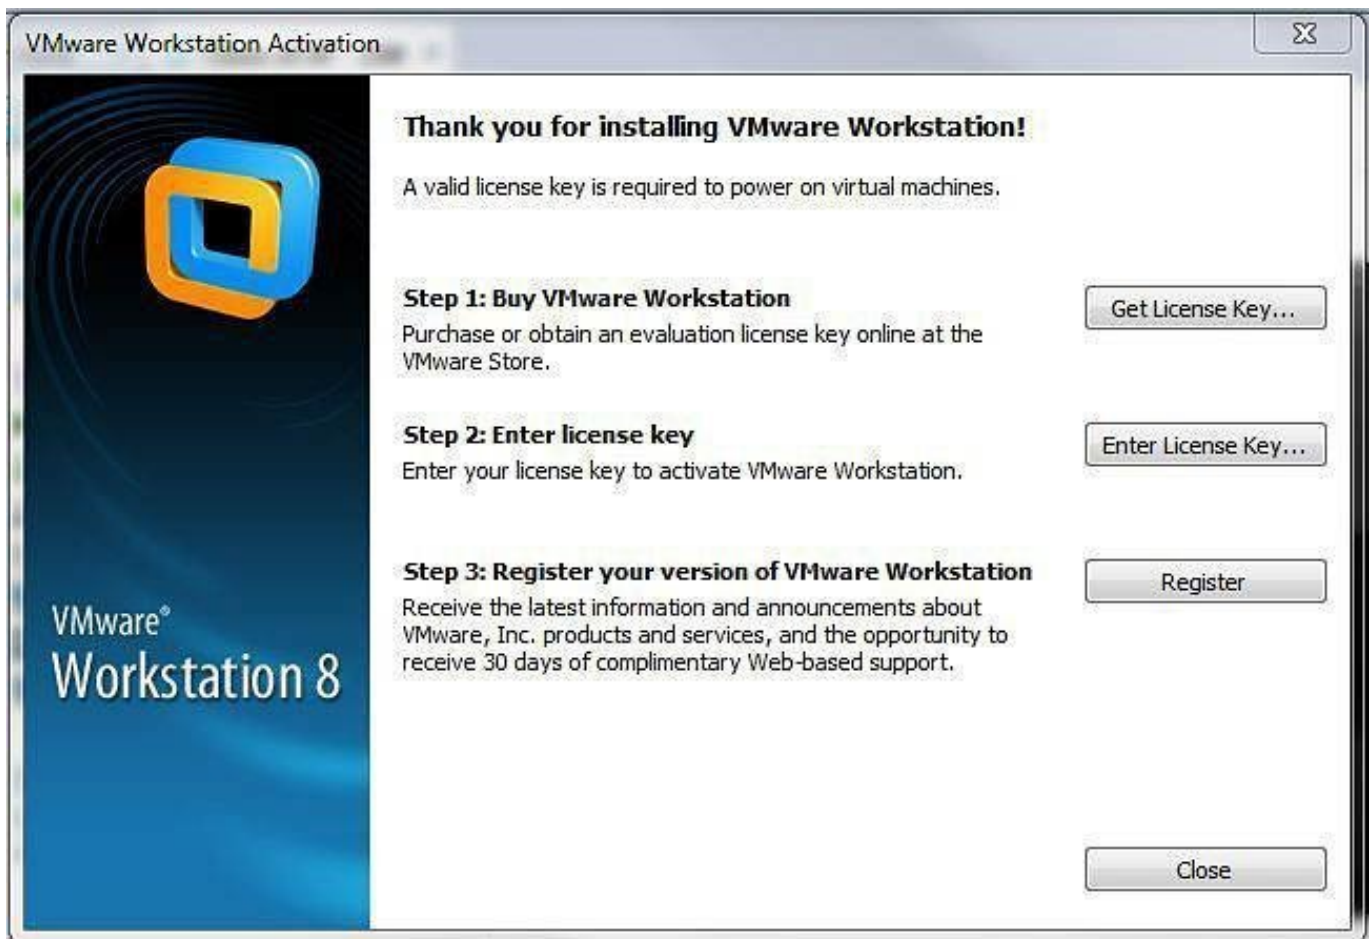 VMware Workstation Activation
Thank you for installing VMware Workstation!
A valid license key is required to power on virtual machines.
Step 1: Buy VMware Workstation
Purchase or obtain an evaluation license key online at the
VMware Store.
Get License Key...
Step 2: Enter license key
Enter your license key to activate VMware Workstation.
Enter License Key...
Step 3: Register your version of VMware Workstation
Receive the latest information and announcements about
VMware, Inc. products and services, and the opportunity to
receive 30 days of complimentary Web-based support.
Register
VMware®
Workstation 8
Close